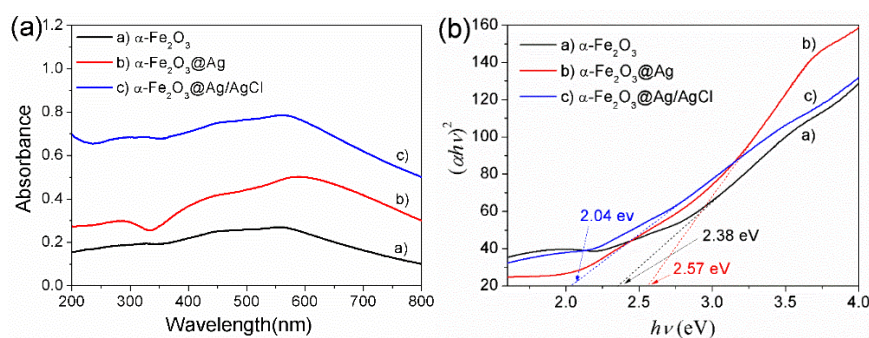 (a)
a) α-Fe₂O₃
b) α-Fe₂O₃@Ag
c) α-Fe₂O₃@Ag/AgCl
c)
b)
a)
Absorbance
1.2
1.0
0.8
0.6
0.4
0.2
0.0
200 300 400 500 600 700 800
Wavelength(nm)
(b)
a) α-Fe₂O₃
b) α-Fe₂O₃@Ag
c) α-Fe₂O₃@Ag/AgCl
b)
c)
a)
2.04 ev
2.38 eV
2.57 eV
(αhν)²
160
140
120
100
80
60
40
20
2.0 2.5 3.0 3.5 4.0
hν (eV)